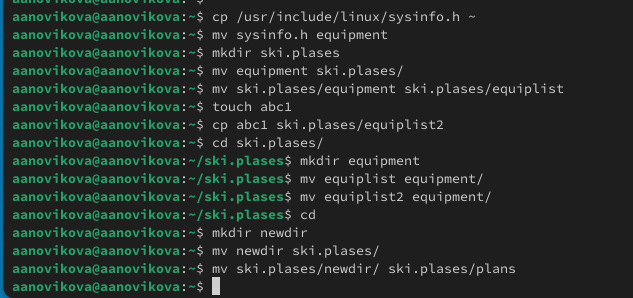 aanovikova@aanovikova:~$ cp /usr/include/linux/sysinfo.h ~
aanovikova@aanovikova:~$ mv sysinfo.h equipment
aanovikova@aanovikova:~$ mkdir ski.plases
aanovikova@aanovikova:~$ mv equipment ski.plases/
aanovikova@aanovikova:~$ mv ski.plases/equipment ski.plases/equiplist
aanovikova@aanovikova:~$ touch abc1
aanovikova@aanovikova:~$ cp abc1 ski.plases/equiplist2
aanovikova@aanovikova:~$ cd ski.plases/
aanovikova@aanovikova:~/ski.plases$ mkdir equipment
aanovikova@aanovikova:~/ski.plases$ mv equiplist equipment/
aanovikova@aanovikova:~/ski.plases$ mv equiplist2 equipment/
aanovikova@aanovikova:~/ski.plases$ cd
aanovikova@aanovikova:~$ mkdir newdir
aanovikova@aanovikova:~$ mv newdir ski.plases/
aanovikova@aanovikova:~$ mv ski.plases/newdir/ ski.plases/plans
aanovikova@aanovikova:~$